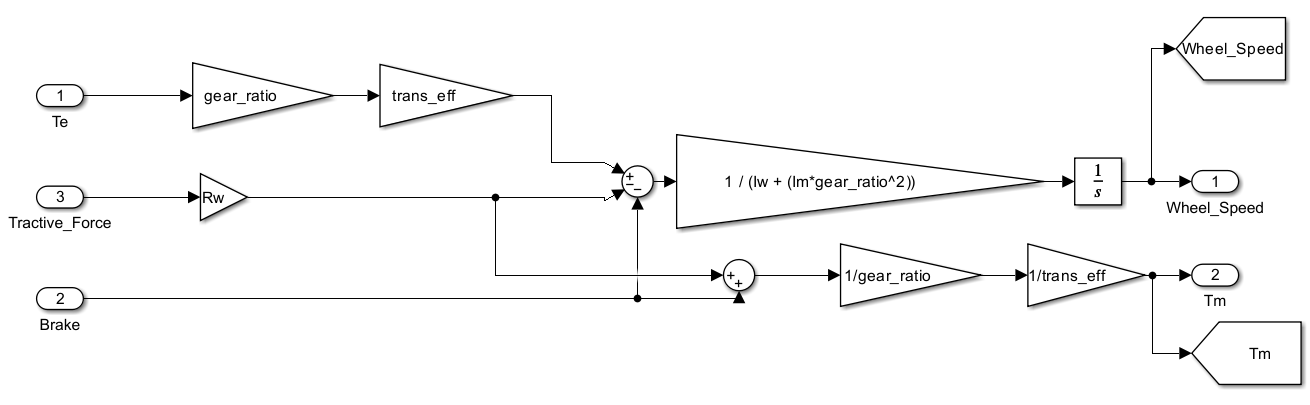 Wheel_Speed
1
gear_ratio
trans_eff
Te
+
−
−
1 / (Iw + (Im*gear_ratio^2))
1
s
1
Wheel_Speed
3
Rw
Tractive_Force
+
+
1/gear_ratio
1/trans_eff
2
Tm
2
Brake
Tm